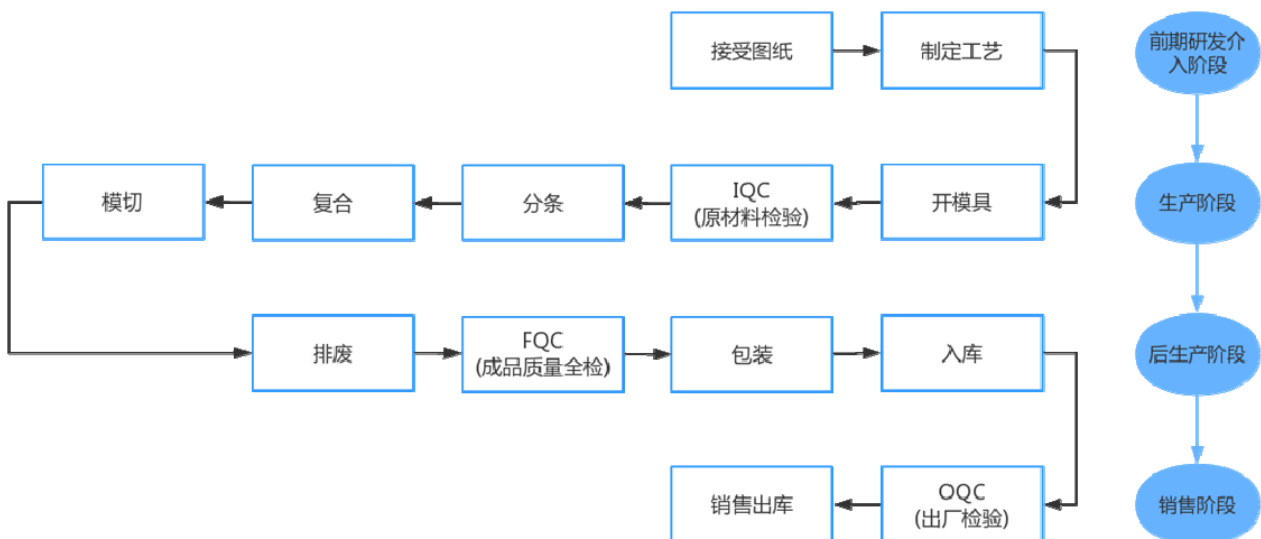 接受图纸
制定工艺
前期研发介
入阶段
模切
复合
分条
IQC
(原材料检验)
开模具
生产阶段
排废
FQC
(成品质量全检)
包装
入库
后生产阶段
销售出库
OQC
(出厂检验)
销售阶段